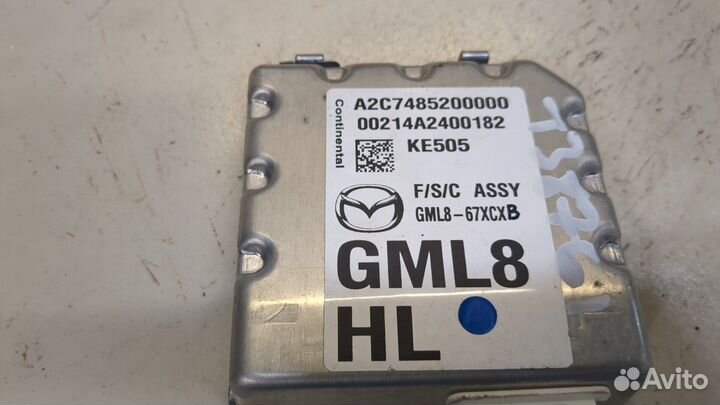 Continental
A2C7485200000
00214A2400182
KE505
F/S/C ASSY
GML8-67XCXB
GML8
HL
Avito